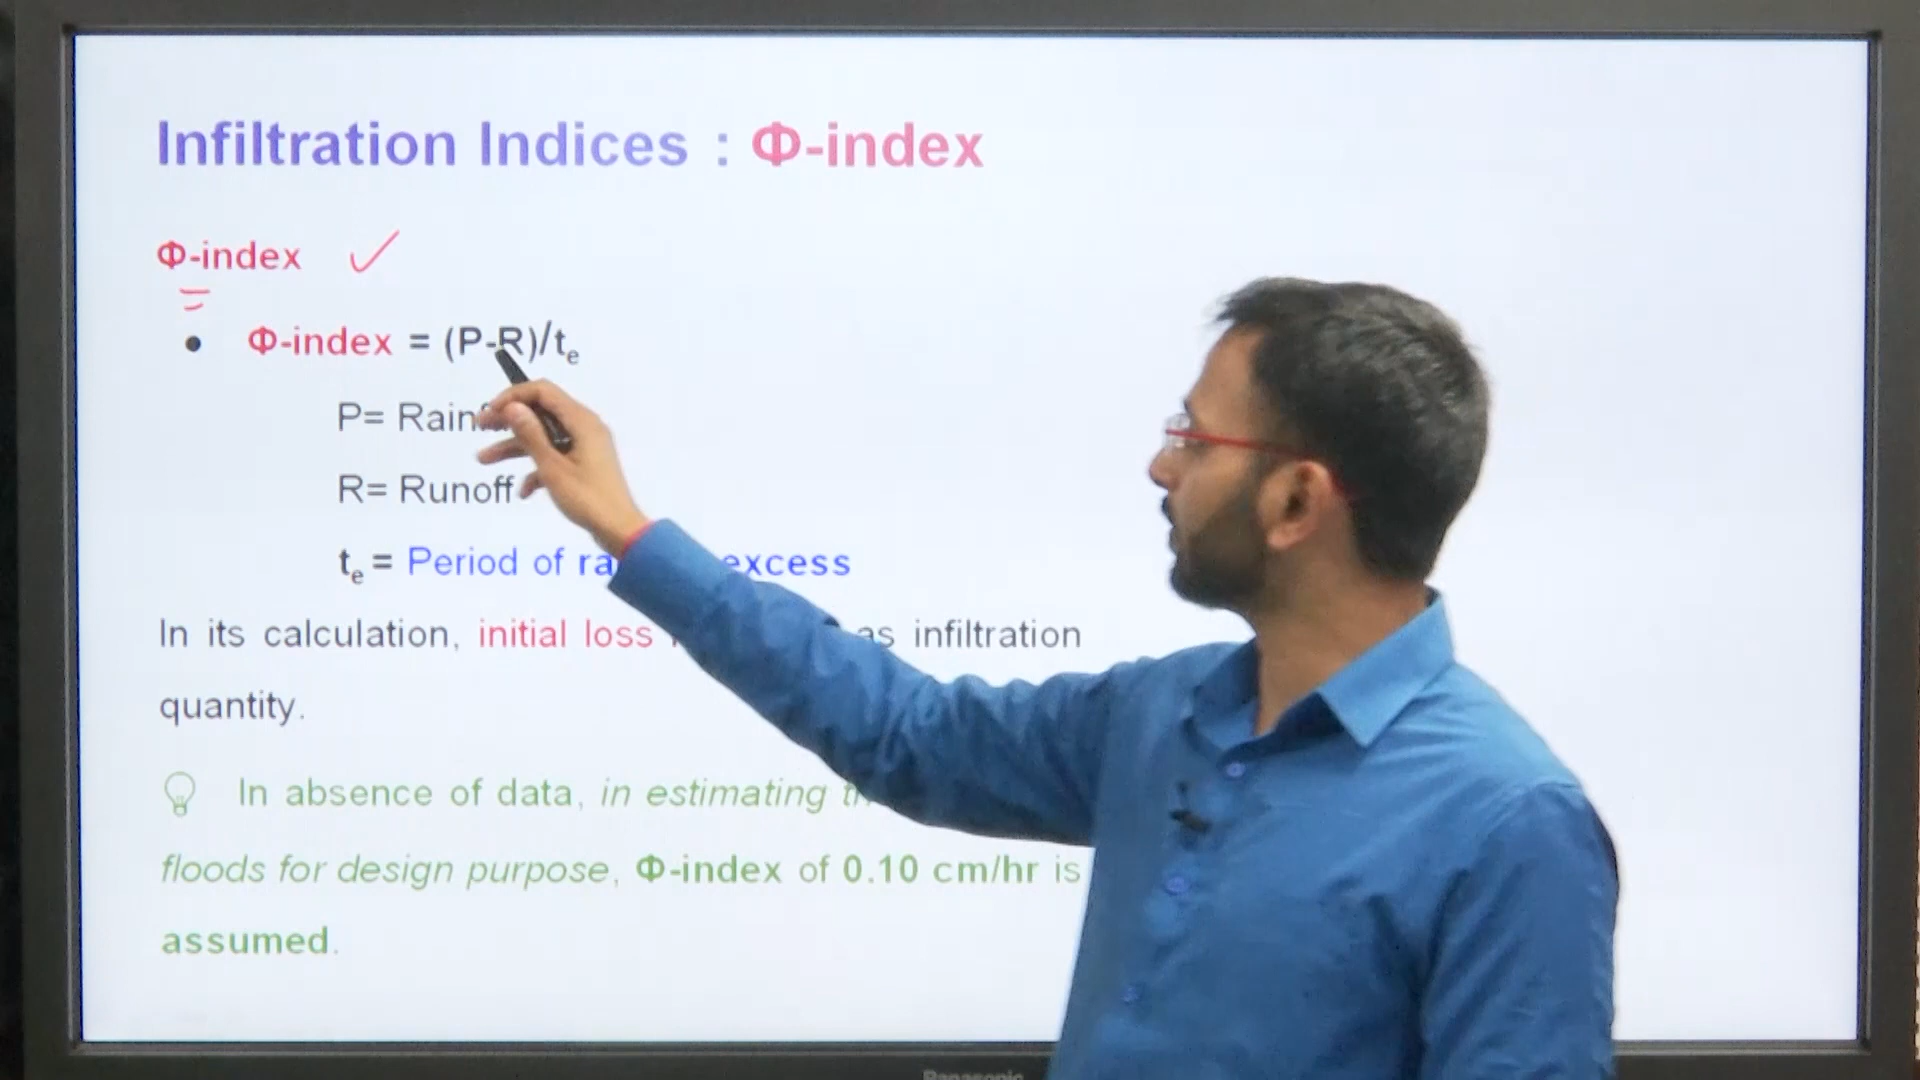 Infiltration Indices : Φ-index
Φ-index
• Φ-index = (P-R)/te
P= Rainf
R= Runoff
te = Period of ra excess
In its calculation, initial loss as infiltration
quantity.
In absence of data, in estimating
floods for design purpose, Φ-index of 0.10 cm/hr is
assumed.
Panasonic